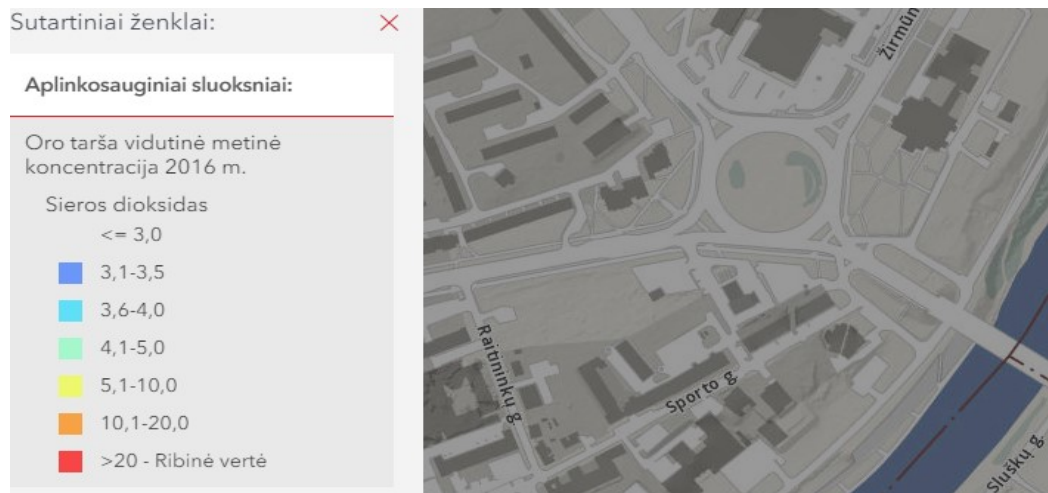 Sutartiniai ženklai:
Aplinkosauginiai sluoksniai:
Oro tarša vidutinė metinė
koncentracija 2016 m.
Sieros dioksidas
<= 3,0
3,1-3,5
3,6-4,0
4,1-5,0
5,1-10,0
10,1-20,0
>20 - Ribinė vertė
Žirmūn
Raitininkų g.
Sporto g.
Sluškų g.